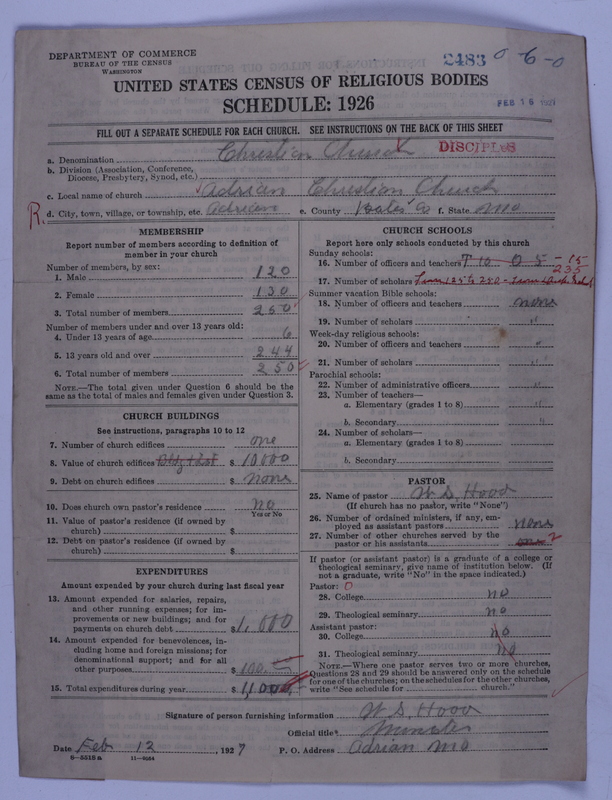 DEPARTMENT OF COMMERCE
BUREAU OF THE CENSUS
WASHINGTON
2483 0-6-0
UNITED STATES CENSUS OF RELIGIOUS BODIES
SCHEDULE: 1926
FEB 16 1927
FILL OUT A SEPARATE SCHEDULE FOR EACH CHURCH. SEE INSTRUCTIONS ON THE BACK OF THIS SHEET
a. Denomination Christian Church DISCIPLES
b. Division (Association, Conference, Diocese, Presbytery, Synod, etc.)
c. Local name of church Adrian Christian Church
R. d. City, town, village, or township, etc. Adrian e. County Bates Co f. State Mo
MEMBERSHIP
Report number of members according to definition of
member in your church
Number of members, by sex:
1. Male 120
2. Female 130
3. Total number of members 250
Number of members under and over 13 years old:
4. Under 13 years of age 6
5. 13 years old and over 244
6. Total number of members 250
NOTE.—The total given under Question 6 should be
the same as the total of males and females given under Question 3.
CHURCH BUILDINGS
See instructions, paragraphs 10 to 12
7. Number of church edifices one
8. Value of church edifices $ 10000
9. Debt on church edifices $ none
10. Does church own pastor's residence no
Yes or No
11. Value of pastor's residence (if owned by
church) $
12. Debt on pastor's residence (if owned by
church) $
EXPENDITURES
Amount expended by your church during last fiscal year
13. Amount expended for salaries, repairs,
and other running expenses; for im-
provements or new buildings; and for
payments on church debt $1,000
14. Amount expended for benevolences, in-
cluding home and foreign missions; for
denominational support; and for all
other purposes $ 100
15. Total expenditures during year $
CHURCH SCHOOLS
Report here only schools conducted by this church
Sunday schools:
16. Number of officers and teachers T 10 O 5 - 15
17. Number of scholars 235
Summer vacation Bible schools:
18. Number of officers and teachers none
19. Number of scholars "
Week-day religious schools:
20. Number of officers and teachers "
21. Number of scholars "
Parochial schools:
22. Number of administrative officers "
23. Number of teachers—
a. Elementary (grades 1 to 8) "
b. Secondary "
24. Number of scholars—
a. Elementary (grades 1 to 8)
b. Secondary
PASTOR
25. Name of pastor W. S. Hood
(If church has no pastor, write "None")
26. Number of ordained ministers, if any, em-
ployed as assistant pastors none
27. Number of other churches served by the
pastor or his assistants 2
If pastor (or assistant pastor) is a graduate of a college or
theological seminary, give name of institution below. (If
not a graduate, write "No" in the space indicated.)
Pastor: 0
28. College no
29. Theological seminary no
Assistant pastor:
30. College no
31. Theological seminary no
NOTE.—Where one pastor serves two or more churches,
Questions 28 and 29 should be answered only on the schedule
for one of the churches; on the schedules for the other churches,
write "See schedule for church."
Signature of person furnishing information W. S. Hood
Official title Minister
Date Feb 12, 1927 P. O. Address Adrian Mo